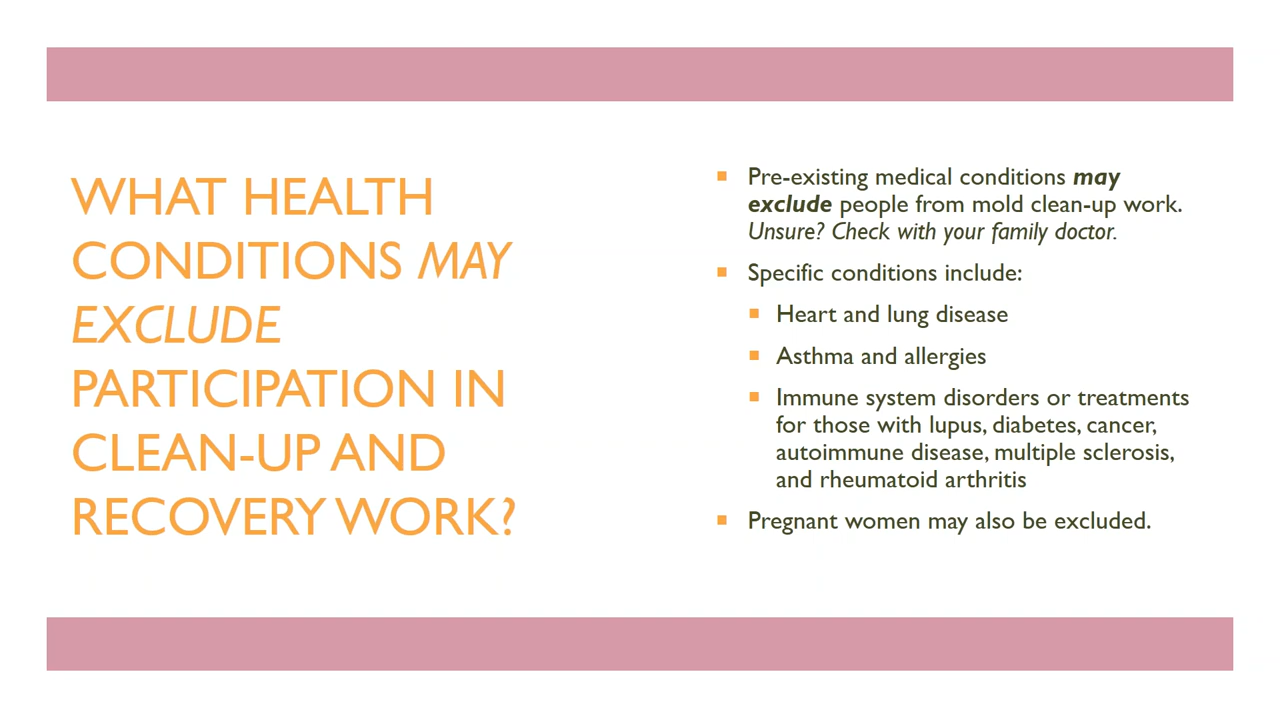 WHAT HEALTH
CONDITIONS MAY
EXCLUDE
PARTICIPATION IN
CLEAN-UP AND
RECOVERY WORK?
Pre-existing medical conditions may
exclude people from mold clean-up work.
Unsure? Check with your family doctor.
Specific conditions include:
Heart and lung disease
Asthma and allergies
Immune system disorders or treatments
for those with lupus, diabetes, cancer,
autoimmune disease, multiple sclerosis,
and rheumatoid arthritis
Pregnant women may also be excluded.